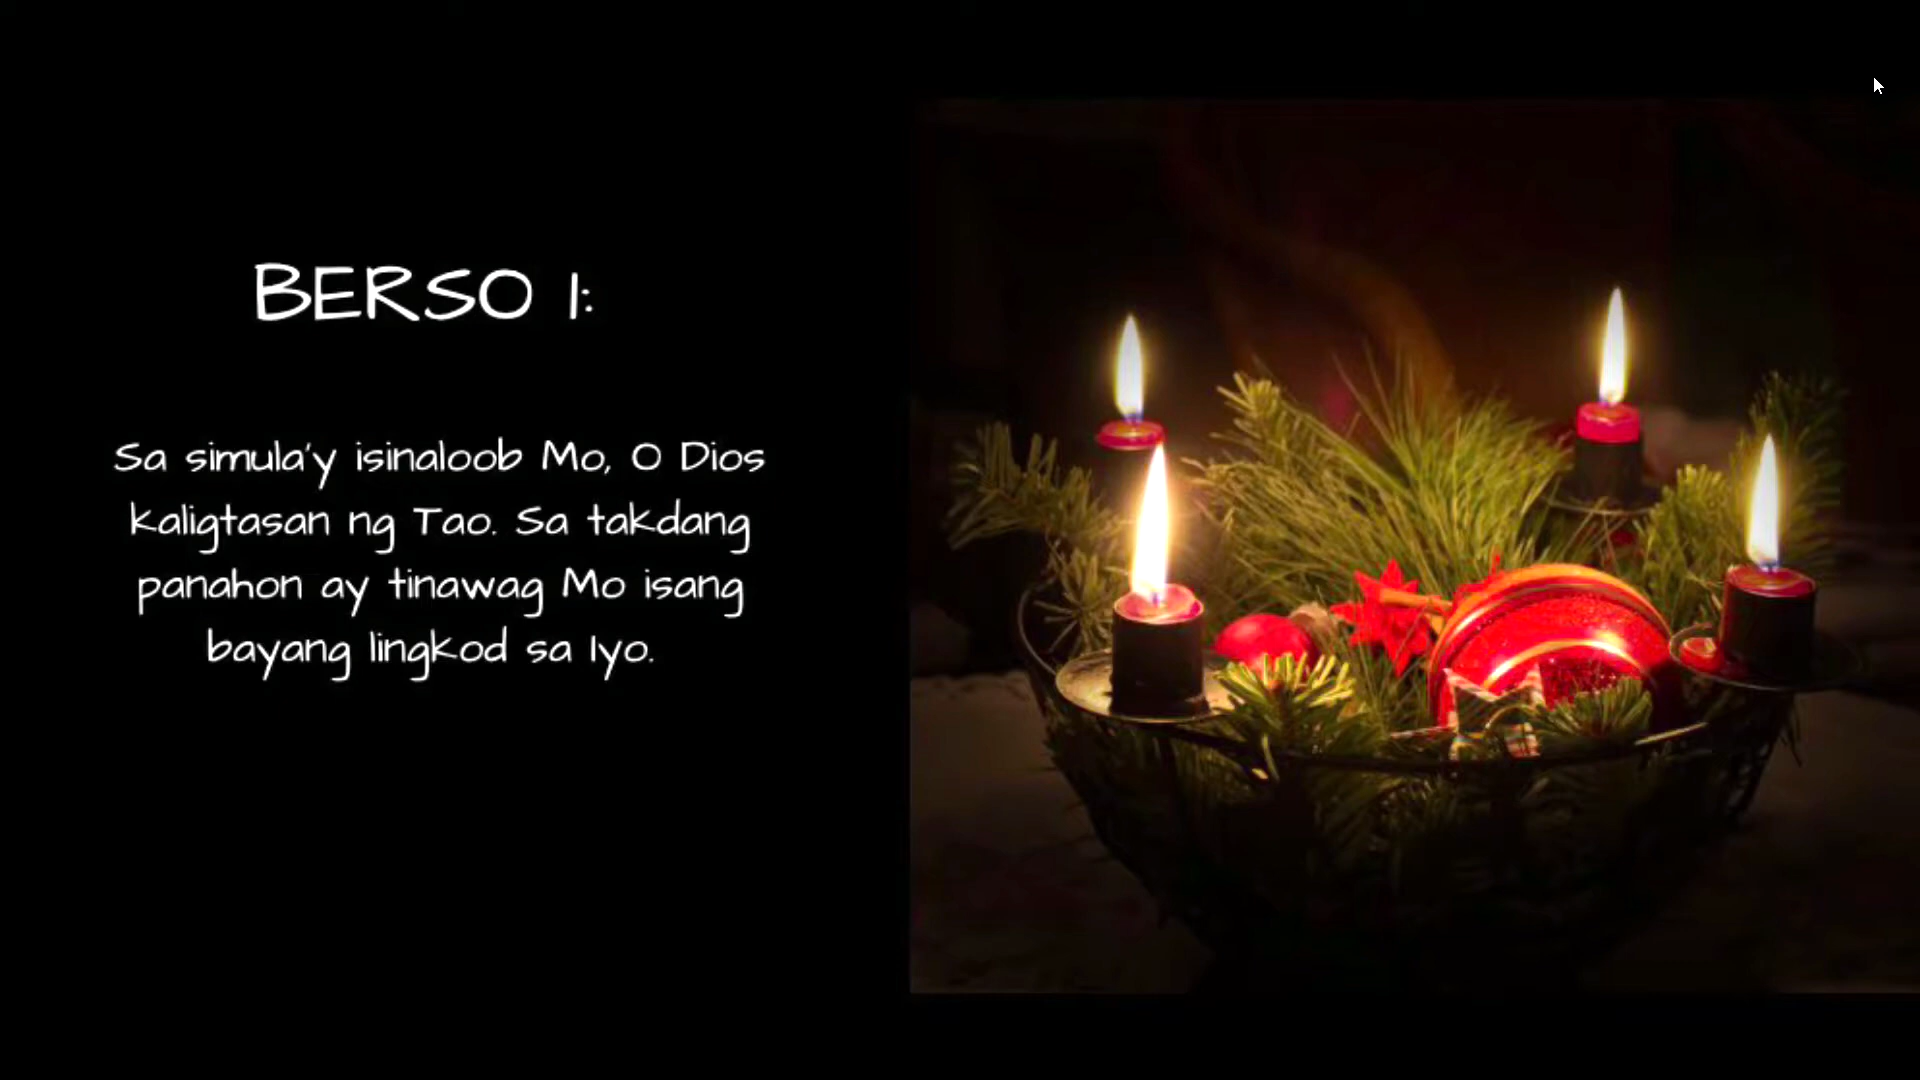 BERSO 1:
Sa simula'y isinaloob Mo, O Dios
kaligtasan ng Tao. Sa takdang
panahon ay tinawag Mo isang
bayang lingkod sa Iyo.